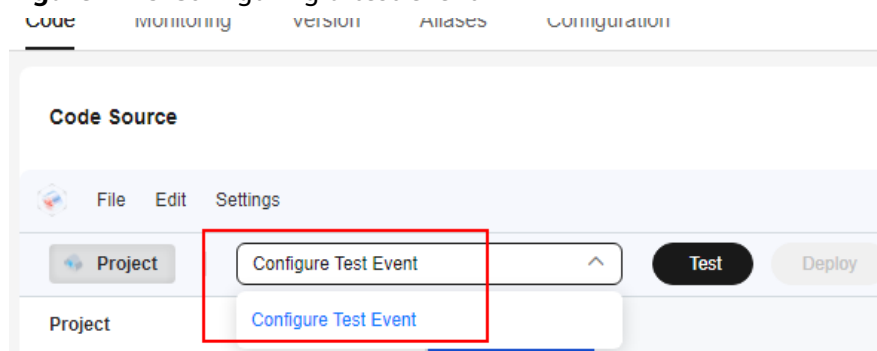 Code Monitoring Version Aliases Configuration
Code Source
File Edit Settings
Project Configure Test Event Test Deploy
Project Configure Test Event